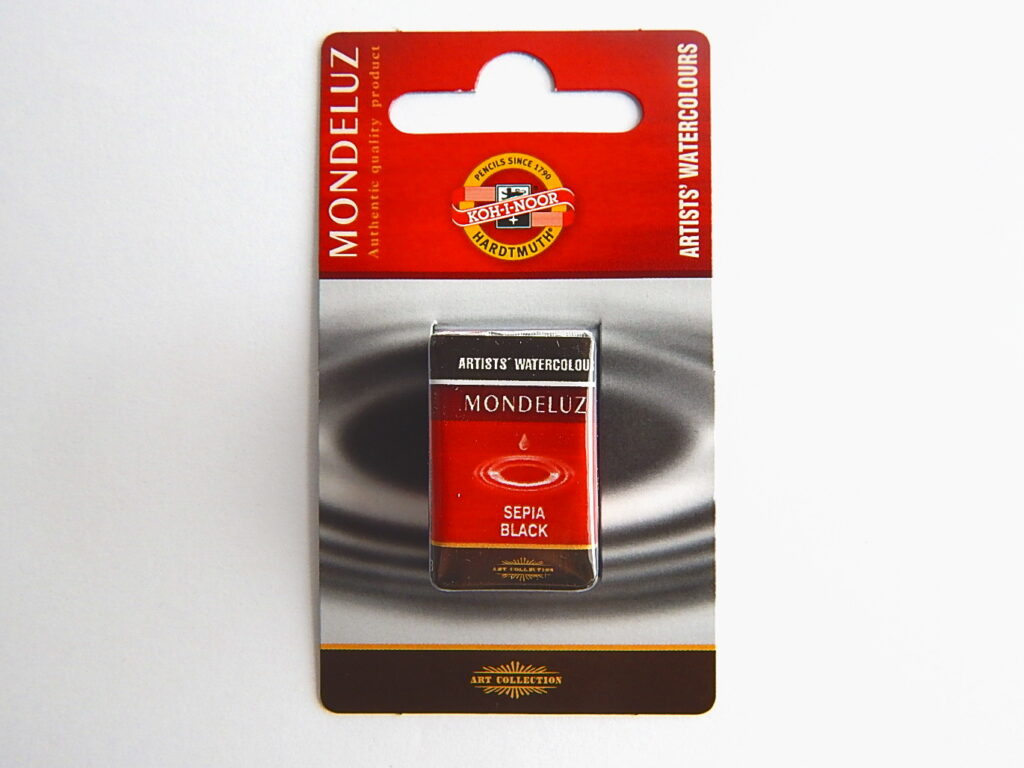 MONDELUZ
Authentic quality product
PENCILS SINCE 1790
KOH-I-NOOR
HARDTMUTH®
ARTISTS' WATERCOLOURS
ARTISTS' WATERCOLOU
MONDELUZ
SEPIA
BLACK
ART COLLECTION
ART COLLECTION